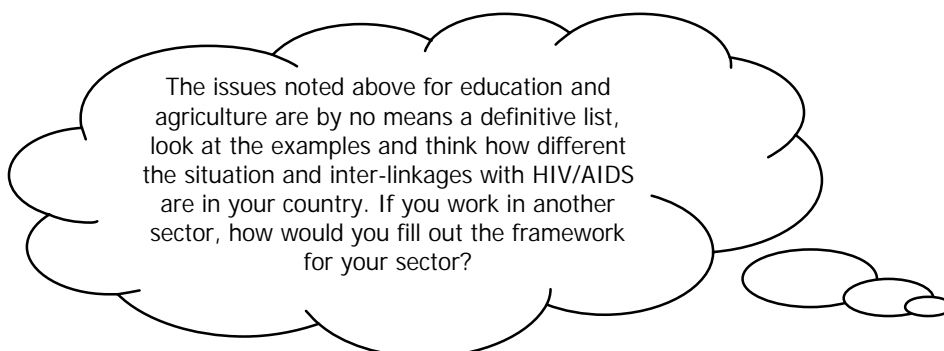 The issues noted above for education and
agriculture are by no means a definitive list,
look at the examples and think how different
the situation and inter-linkages with HIV/AIDS
are in your country. If you work in another
sector, how would you fill out the framework
for your sector?